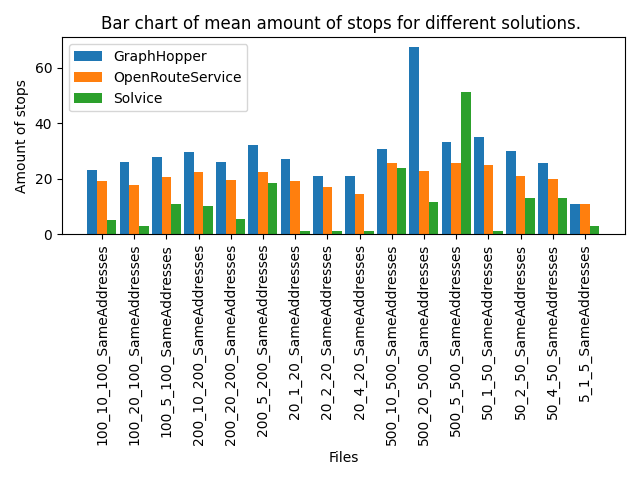 Bar chart of mean amount of stops for different solutions.
GraphHopper
OpenRouteService
Solvice
Amount of stops
60
40
20
0
100_10_100_SameAddresses
100_20_100_SameAddresses
100_5_100_SameAddresses
200_10_200_SameAddresses
200_20_200_SameAddresses
200_5_200_SameAddresses
20_1_20_SameAddresses
20_2_20_SameAddresses
20_4_20_SameAddresses
500_10_500_SameAddresses
500_20_500_SameAddresses
500_5_500_SameAddresses
50_1_50_SameAddresses
50_2_50_SameAddresses
50_4_50_SameAddresses
5_1_5_SameAddresses
Files